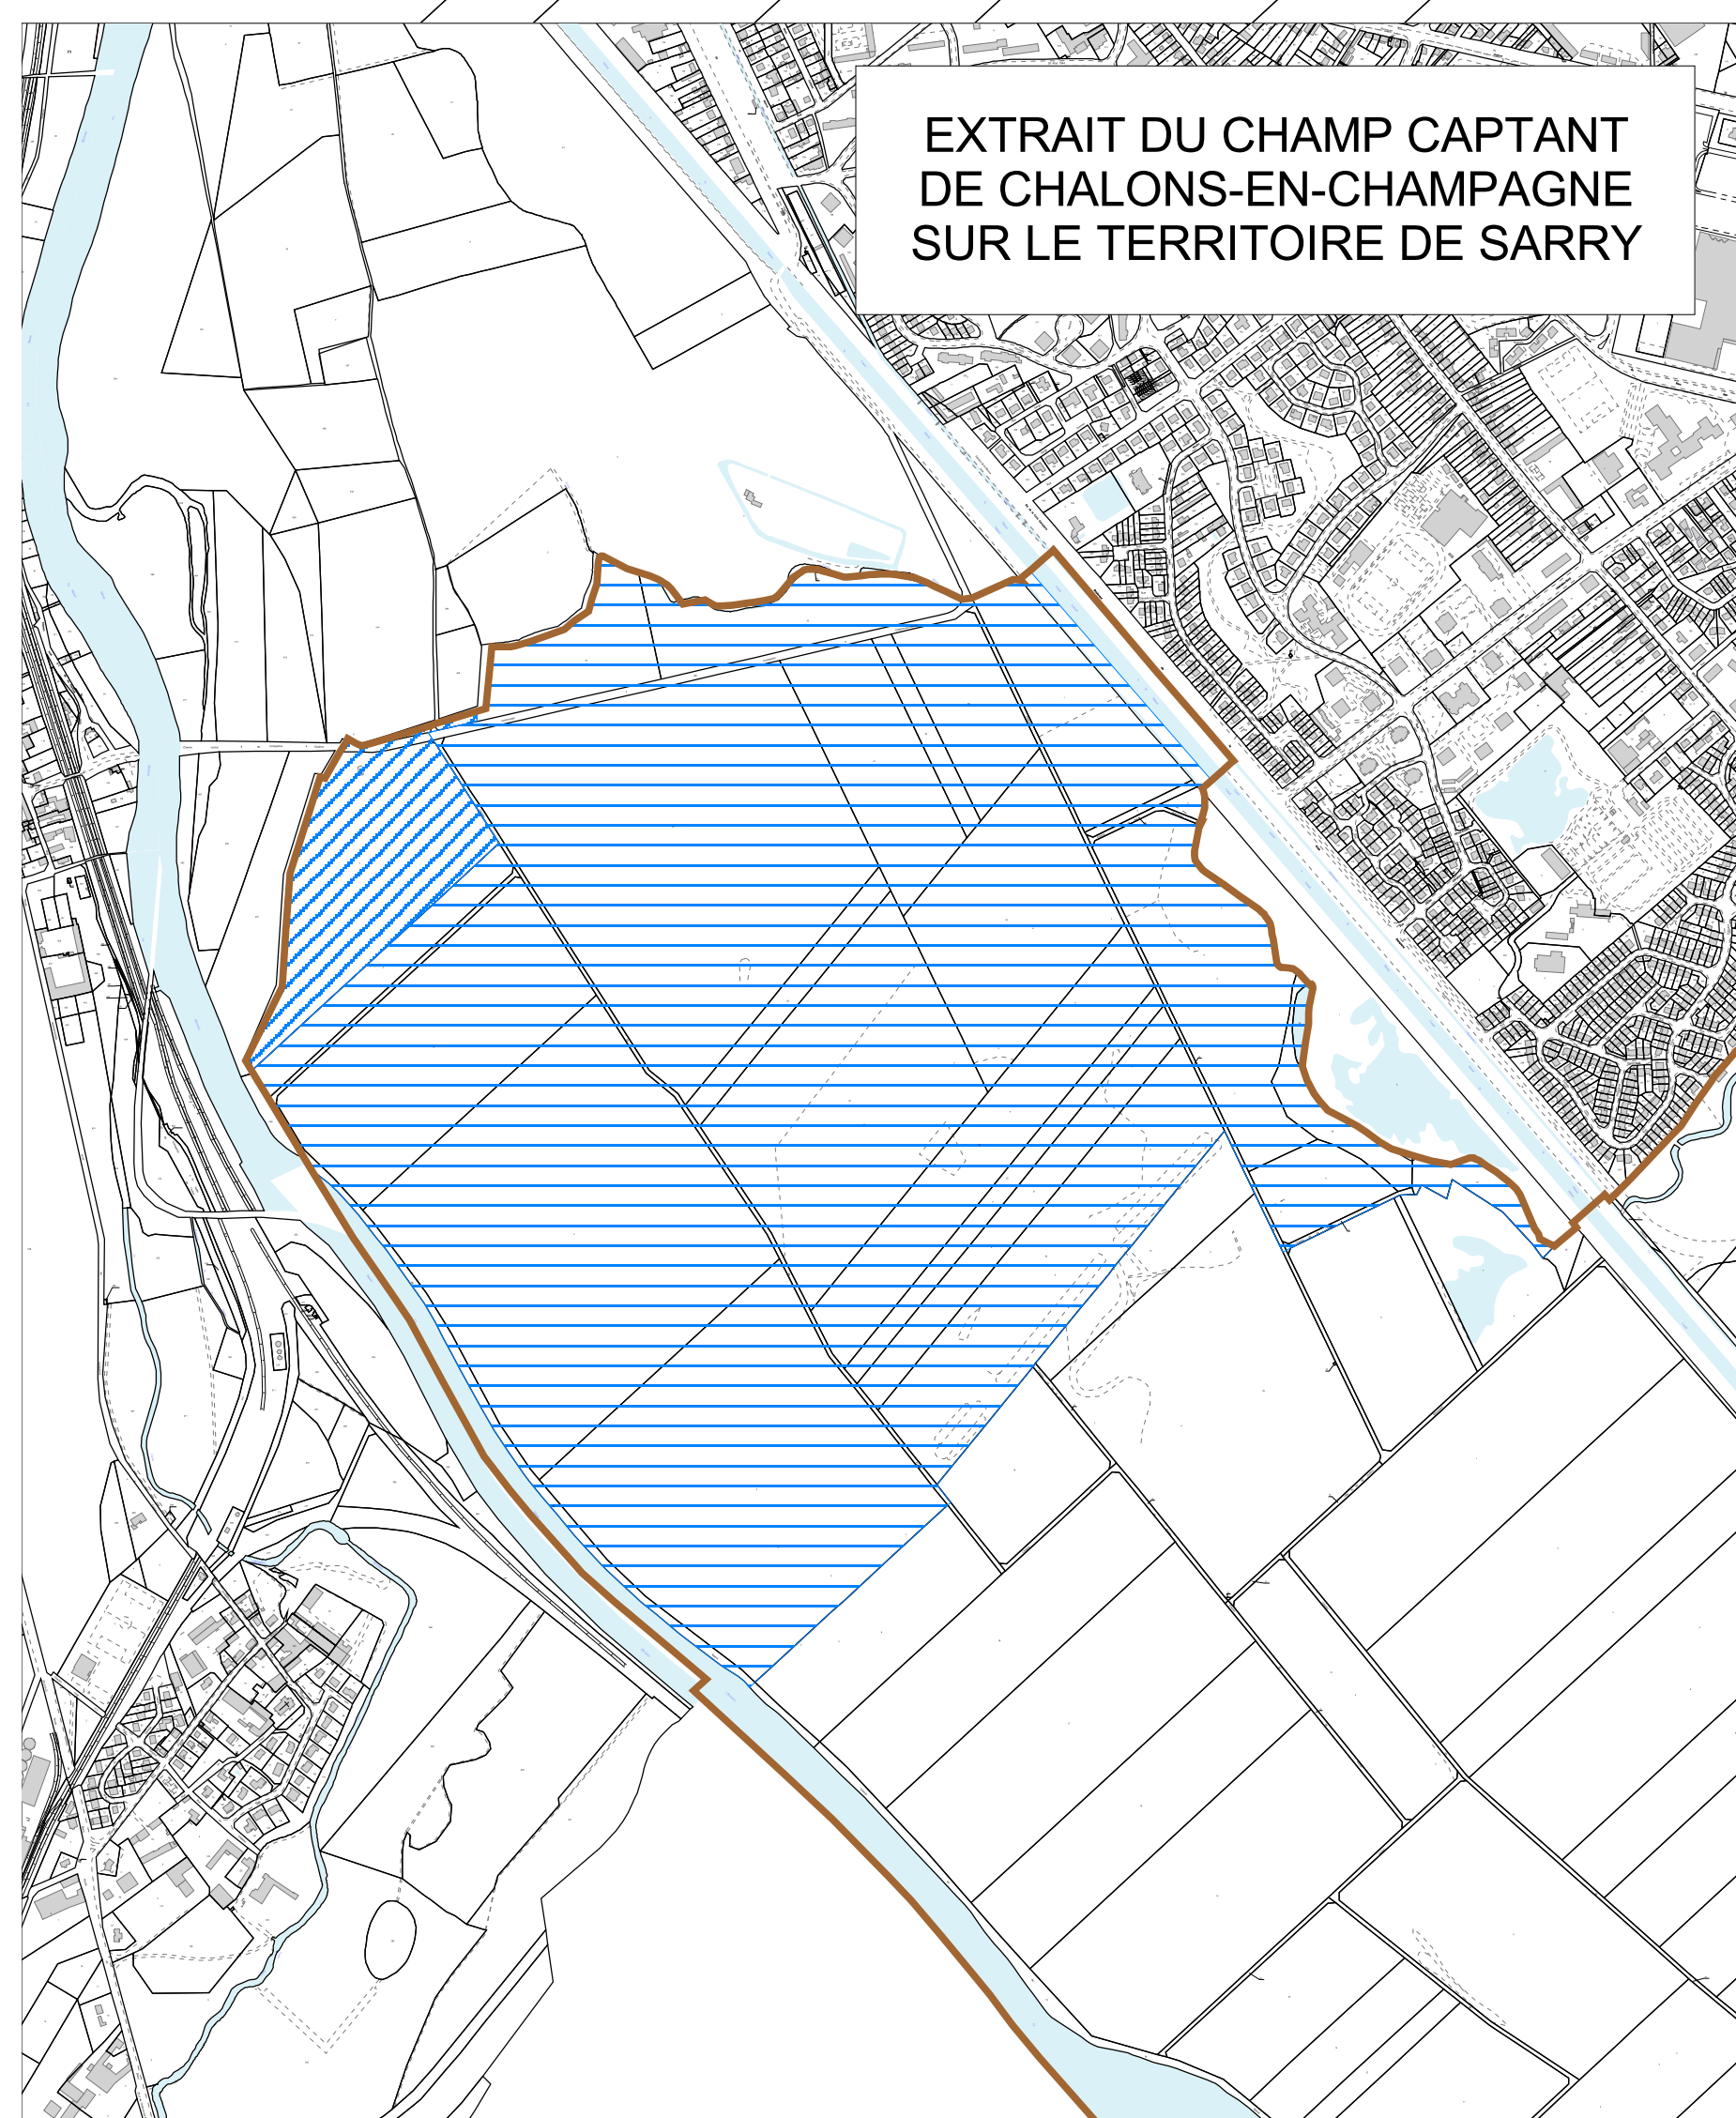 EXTRAIT DU CHAMP CAPTANT
DE CHALONS-EN-CHAMPAGNE
SUR LE TERRITOIRE DE SARRY